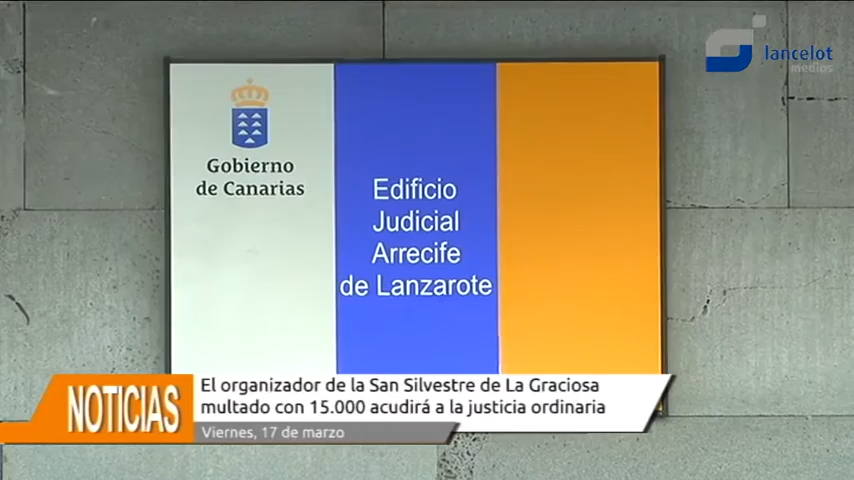 lancelot
medios
Gobierno
de Canarias
Edificio
Judicial
Arrecife
de Lanzarote
NOTICIAS
El organizador de la San Silvestre de La Graciosa
multado con 15.000 acudirá a la justicia ordinaria
Viernes, 17 de marzo